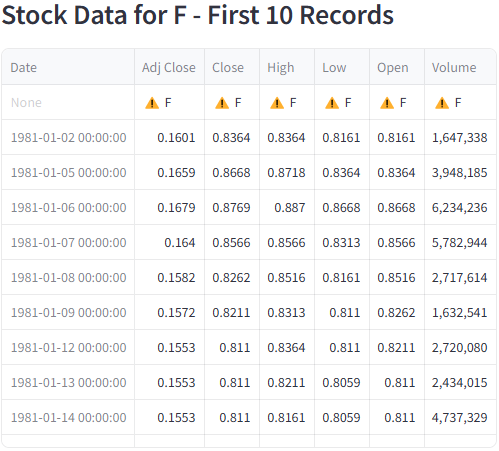 Stock Data for F - First 10 Records
Date Adj Close Close High Low Open Volume
None ⚠ F ⚠ F ⚠ F ⚠ F ⚠ F ⚠ F
1981-01-02 00:00:00 0.1601 0.8364 0.8364 0.8161 0.8161 1,647,338
1981-01-05 00:00:00 0.1659 0.8668 0.8718 0.8364 0.8364 3,948,185
1981-01-06 00:00:00 0.1679 0.8769 0.887 0.8668 0.8668 6,234,236
1981-01-07 00:00:00 0.164 0.8566 0.8566 0.8313 0.8566 5,782,944
1981-01-08 00:00:00 0.1582 0.8262 0.8516 0.8161 0.8516 2,717,614
1981-01-09 00:00:00 0.1572 0.8211 0.8313 0.811 0.8262 1,632,541
1981-01-12 00:00:00 0.1553 0.811 0.8364 0.811 0.8211 2,720,080
1981-01-13 00:00:00 0.1553 0.811 0.8211 0.8059 0.811 2,434,015
1981-01-14 00:00:00 0.1553 0.811 0.8161 0.8059 0.811 4,737,329